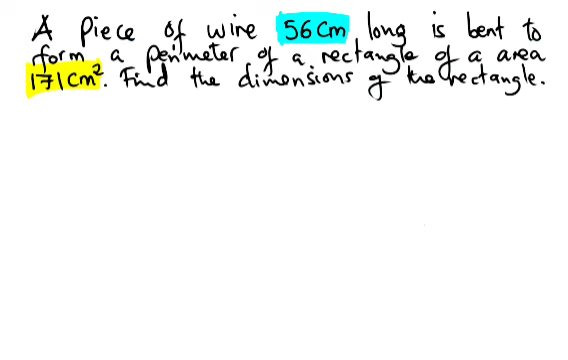 A piece of wire 56cm long is bent to
form a perimeter of a rectangle of a area
171cm². Find the dimensions of the rectangle.